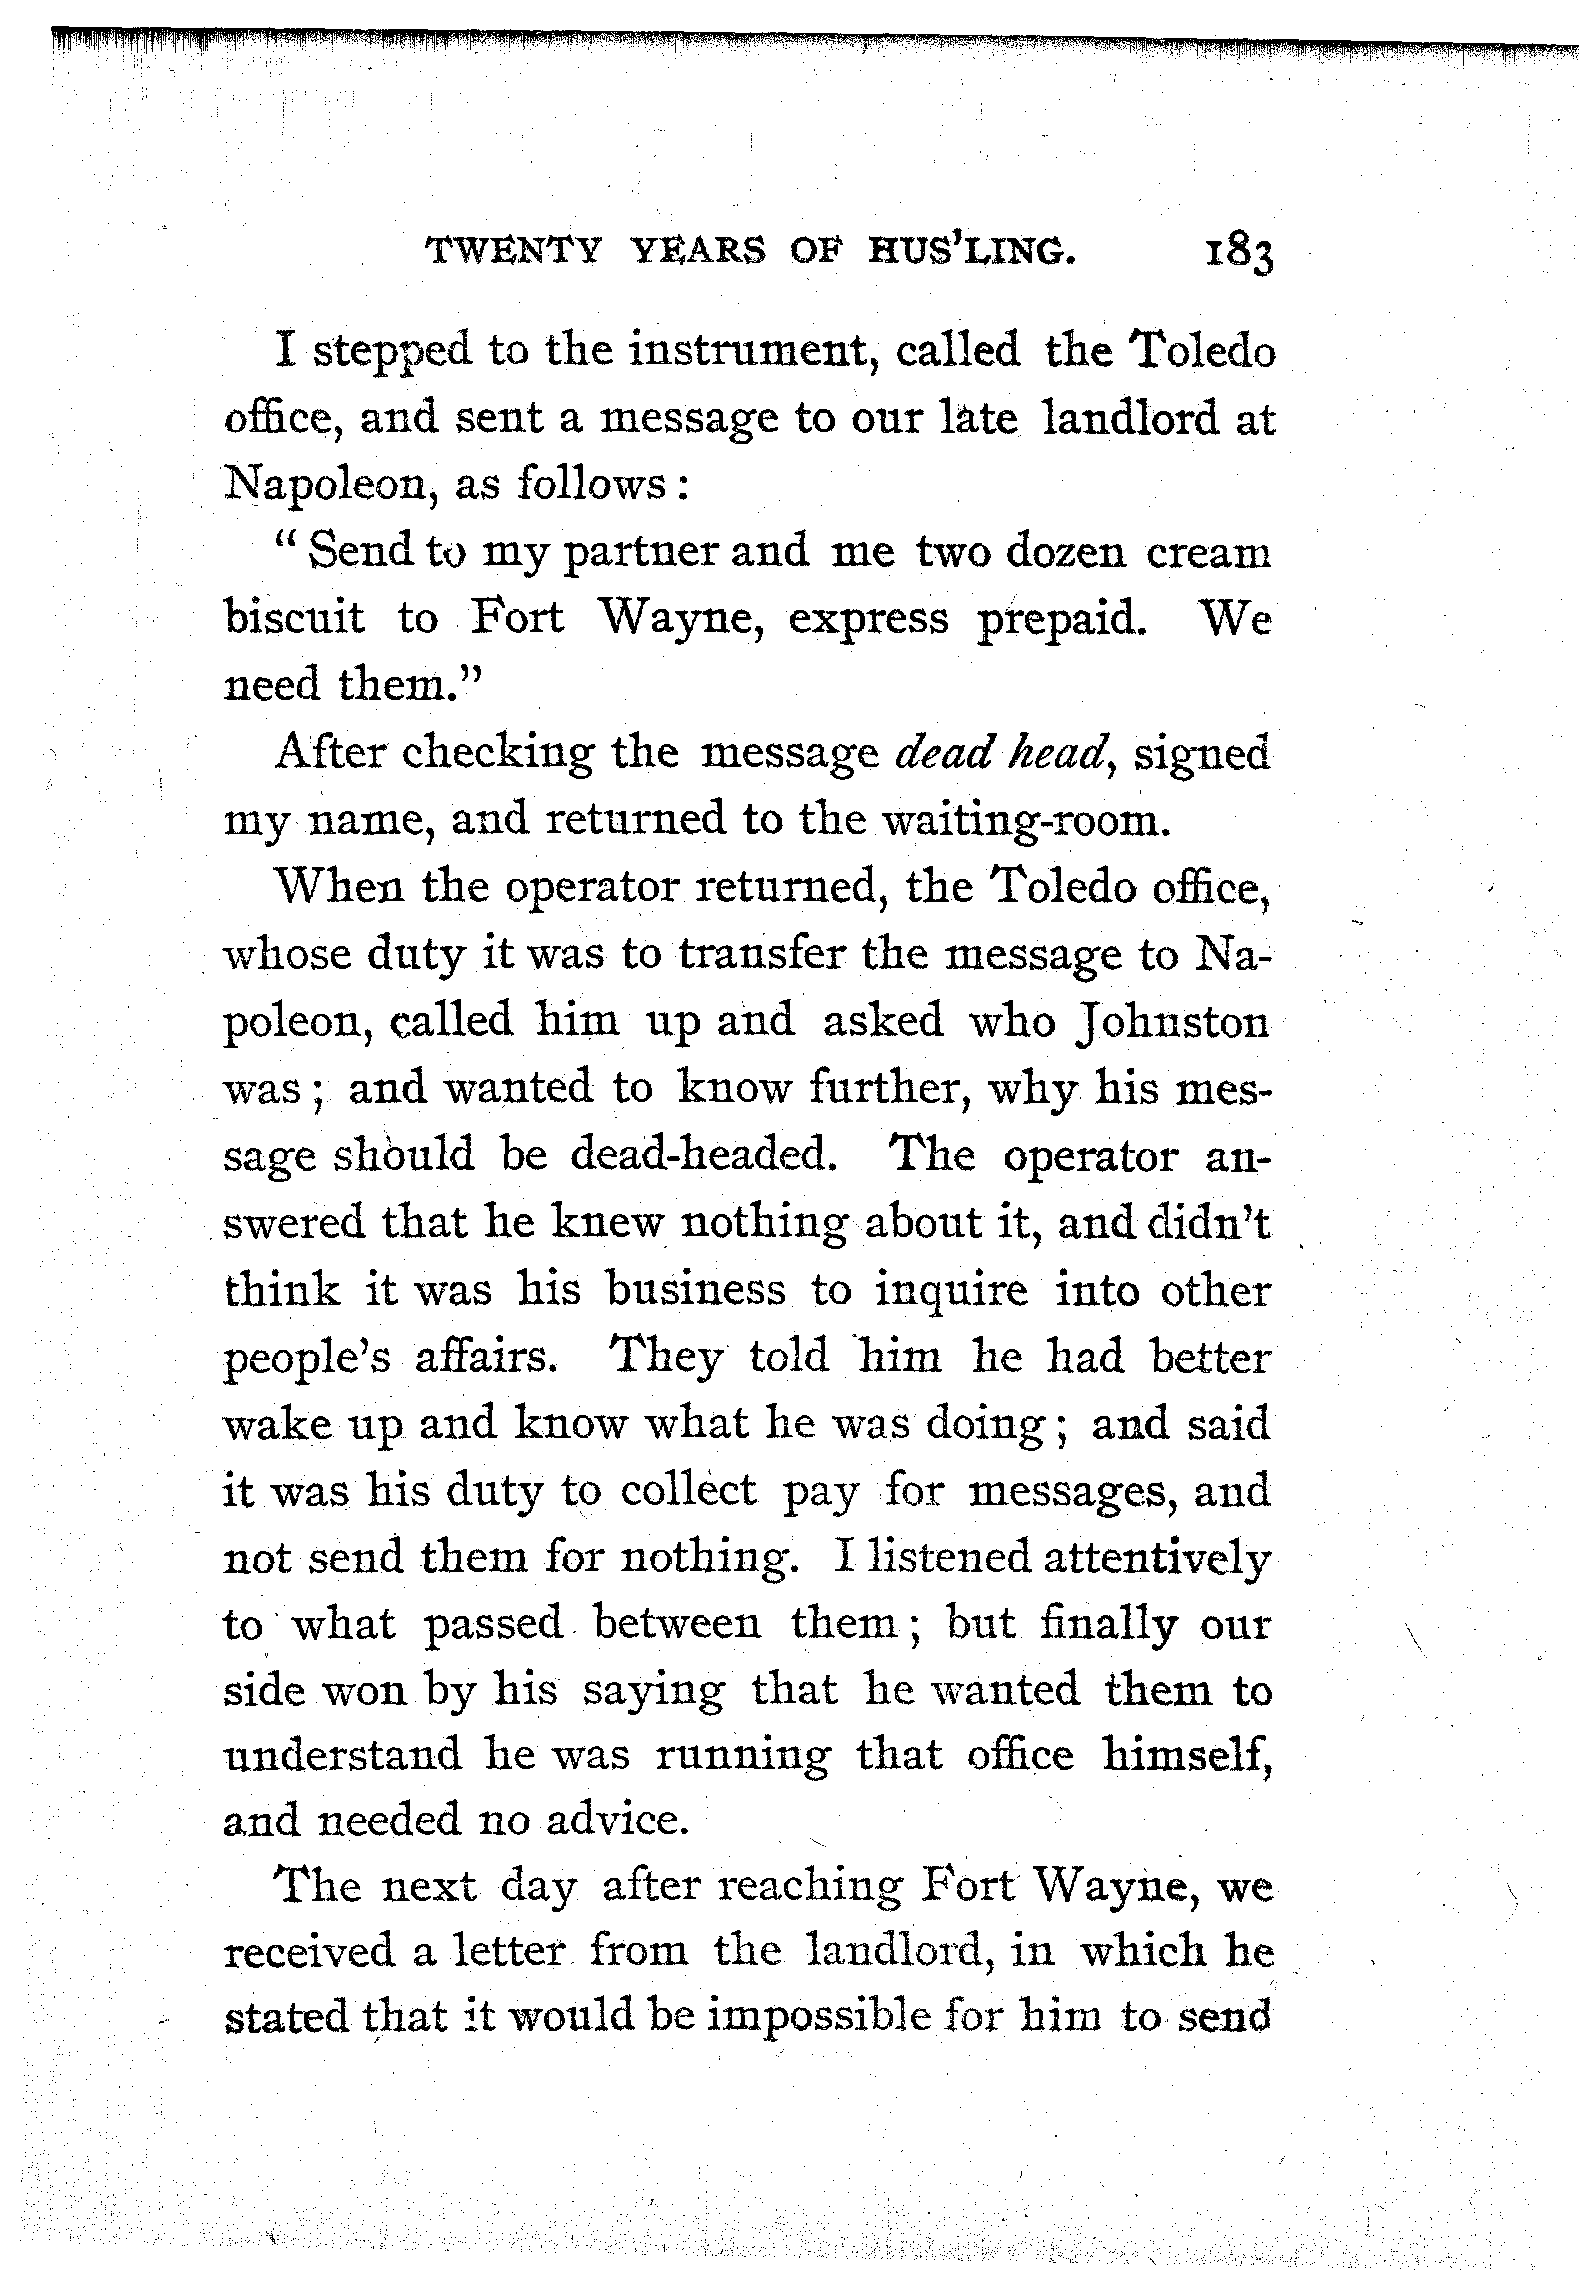 TWENTY YEARS OF HUS'LING. 183
I stepped to the instrument, called the Toledo
office, and sent a message to our late landlord at
Napoleon, as follows :
" Send to my partner and me two dozen cream
biscuit to Fort Wayne, express prepaid. We
need them."
After checking the message dead head, signed
my name, and returned to the waiting-room.
When the operator returned, the Toledo office,
whose duty it was to transfer the message to Na-
poleon, called him up and asked who Johnston
was ; and wanted to know further, why his mes-
sage should be dead-headed. The operator an-
swered that he knew nothing about it, and didn't
think it was his business to inquire into other
people's affairs. They told him he had better
wake up and know what he was doing ; and said
it was his duty to collect pay for messages, and
not send them for nothing. I listened attentively
to what passed between them ; but finally our
side won by his saying that he wanted them to
understand he was running that office himself,
and needed no advice.
The next day after reaching Fort Wayne, we
received a letter from the landlord, in which he
stated that it would be impossible for him to send